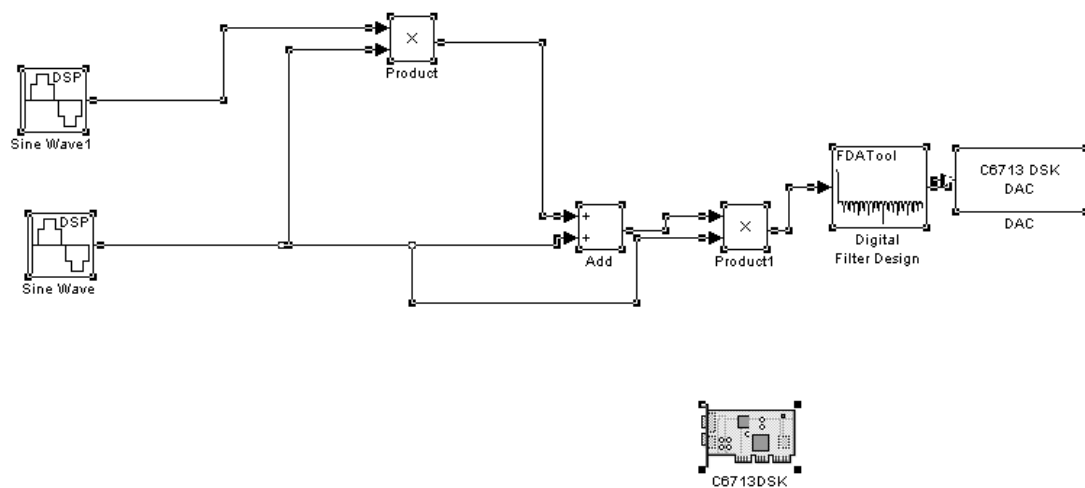 ×
Product
DSP
Sine Wave1
DSP
Sine Wave
+
+
Add
×
Product1
FDATool
Digital
Filter Design
C6713 DSK
DAC
DAC
C6713DSK